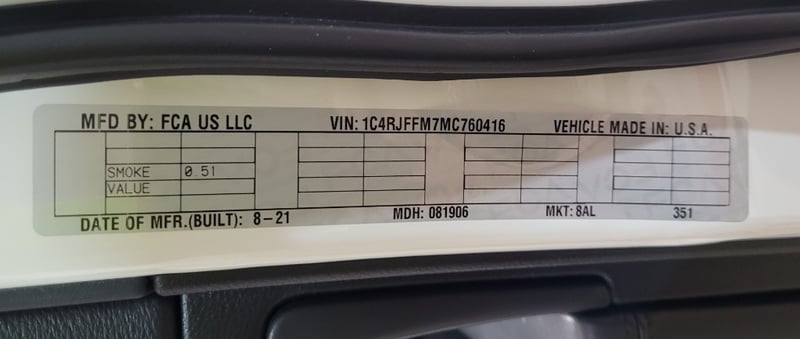 MFD BY: FCA US LLC VIN: 1C4RJFFM7MC760416 VEHICLE MADE IN: U.S.A.
SMOKE 0.51
VALUE
DATE OF MFR.(BUILT): 8-21 MDH: 081906 MKT: 8AL 351